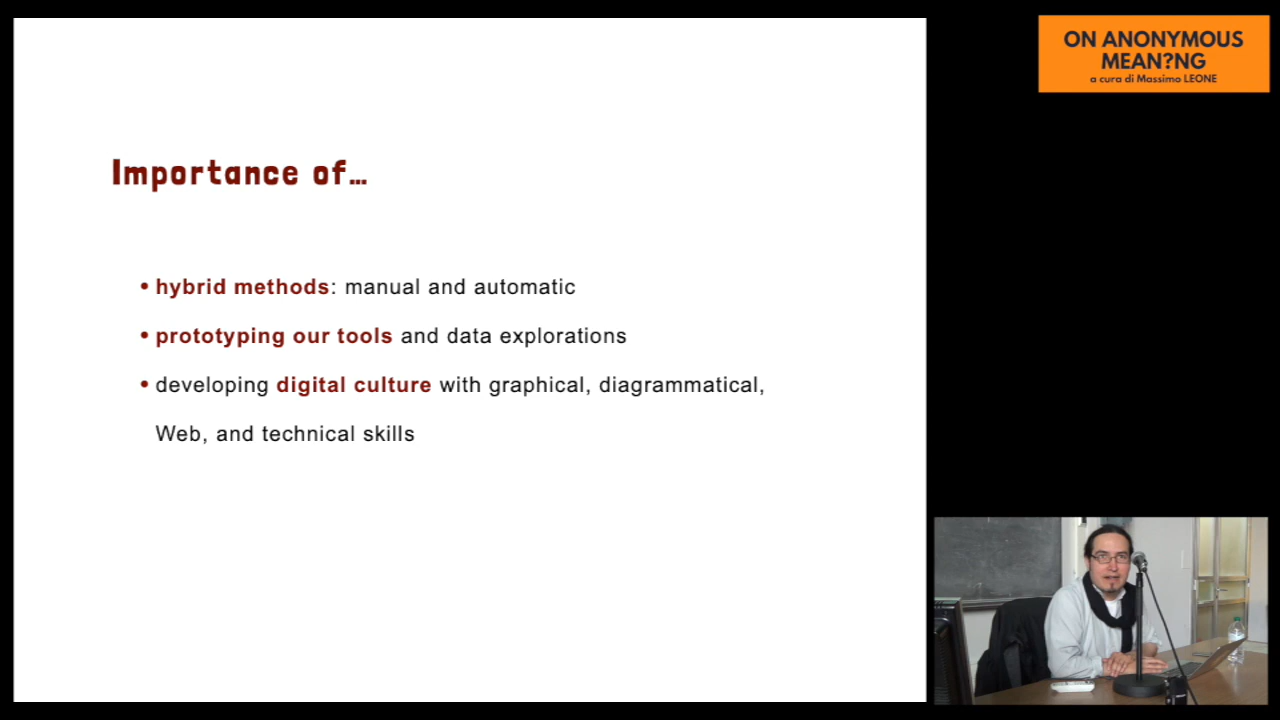 ON ANONYMOUS
MEAN?NG
a cura di Massimo LEONE
Importance of...
• hybrid methods: manual and automatic
• prototyping our tools and data explorations
• developing digital culture with graphical, diagrammatical,
Web, and technical skills